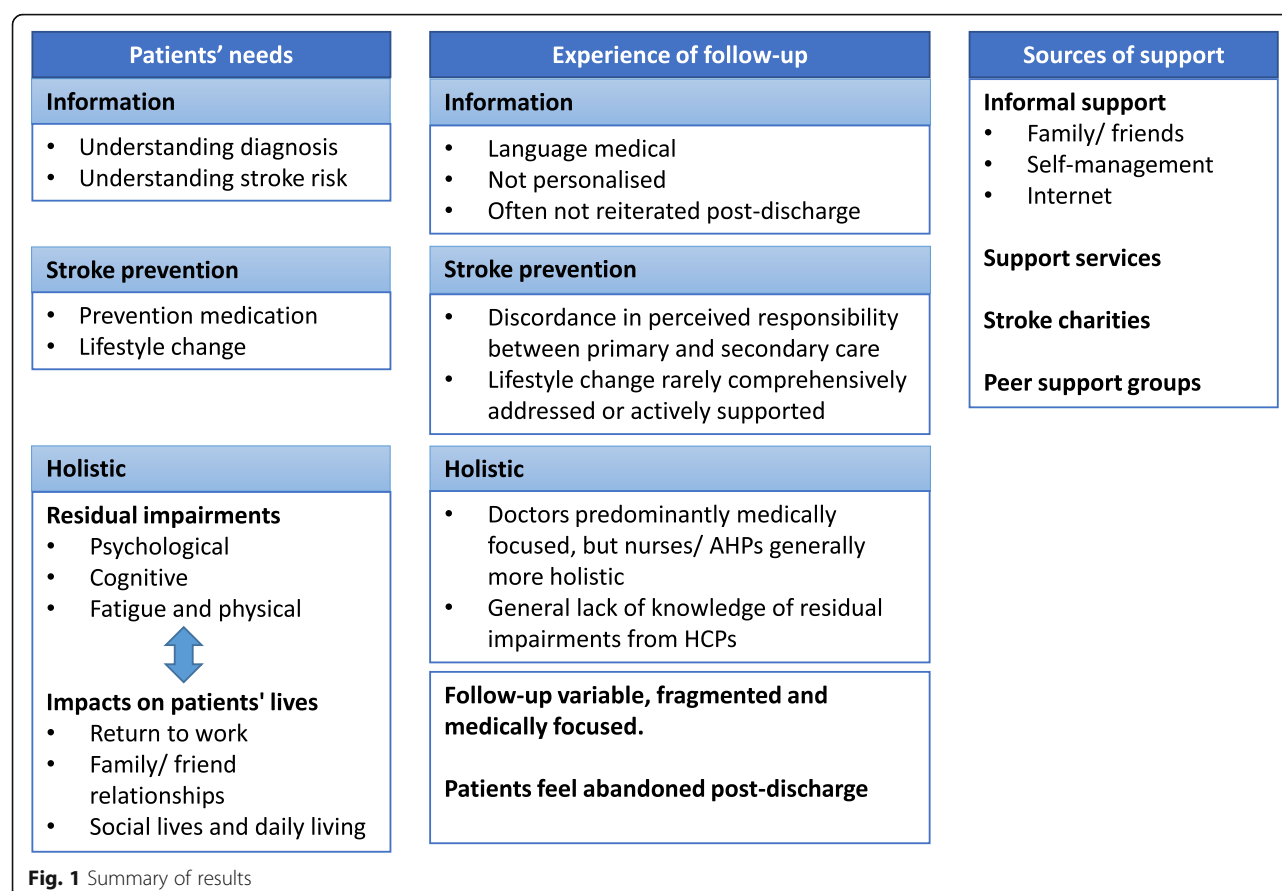 Patients’ needs
Information
• Understanding diagnosis
• Understanding stroke risk
Stroke prevention
• Prevention medication
• Lifestyle change
Holistic
Residual impairments
• Psychological
• Cognitive
• Fatigue and physical
Impacts on patients' lives
• Return to work
• Family/ friend
relationships
• Social lives and daily living
Experience of follow-up
Information
• Language medical
• Not personalised
• Often not reiterated post-discharge
Stroke prevention
• Discordance in perceived responsibility
between primary and secondary care
• Lifestyle change rarely comprehensively
addressed or actively supported
Holistic
• Doctors predominantly medically
focused, but nurses/ AHPs generally
more holistic
• General lack of knowledge of residual
impairments from HCPs
Follow-up variable, fragmented and
medically focused.
Patients feel abandoned post-discharge
Sources of support
Informal support
• Family/ friends
• Self-management
• Internet
Support services
Stroke charities
Peer support groups
Fig. 1 Summary of results